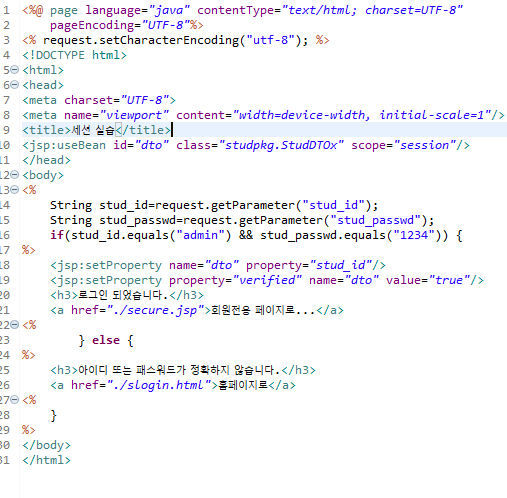 1 <%@ page language="java" contentType="text/html; charset=UTF-8"
2 pageEncoding="UTF-8"%>
3 <% request.setCharacterEncoding("utf-8"); %>
4 <!DOCTYPE html>
5 <html>
6 <head>
7 <meta charset="UTF-8">
8 <meta name="viewport" content="width=device-width, initial-scale=1"/>
9 <title>세션 실습</title>
10 <jsp:useBean id="dto" class="studpkg.StudDTOx" scope="session"/>
11 </head>
12 <body>
13 <%
14 String stud_id=request.getParameter("stud_id");
15 String stud_passwd=request.getParameter("stud_passwd");
16 if(stud_id.equals("admin") && stud_passwd.equals("1234")) {
17 %>
18 <jsp:setProperty name="dto" property="stud_id"/>
19 <jsp:setProperty property="verified" name="dto" value="true"/>
20 <h3>로그인 되었습니다.</h3>
21 <a href="./secure.jsp">회원전용 페이지로...</a>
22 <%
23 } else {
24 %>
25 <h3>아이디 또는 패스워드가 정확하지 않습니다.</h3>
26 <a href="./slogin.html">홈페이지로</a>
27 <%
28 }
29 %>
30 </body>
31 </html>